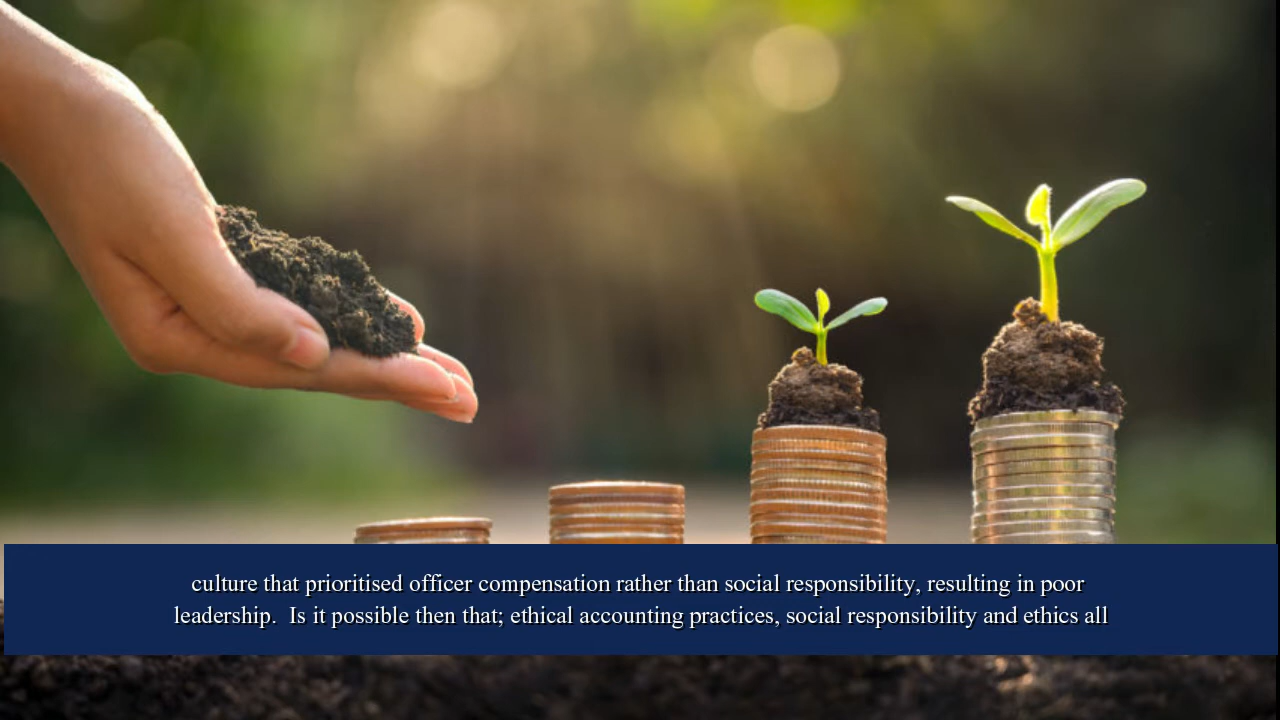 culture that prioritised officer compensation rather than social responsibility, resulting in poor
leadership.  Is it possible then that; ethical accounting practices, social responsibility and ethics all